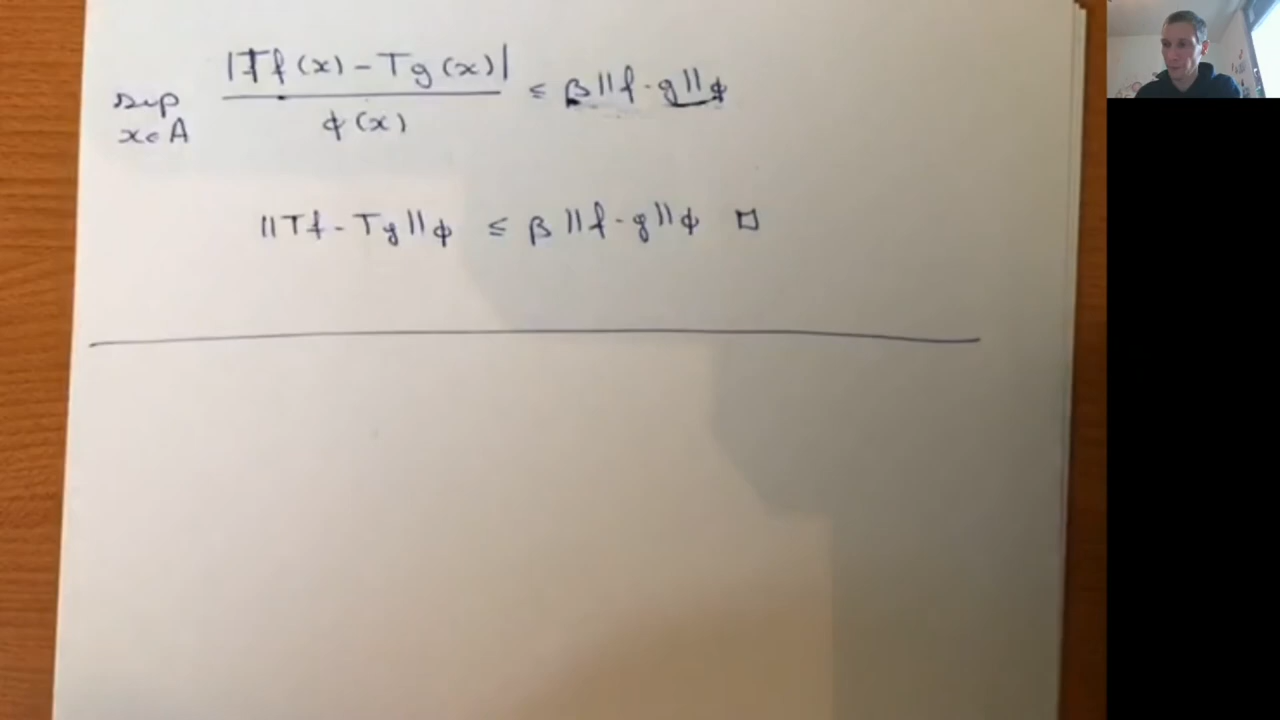 |Tf(x) - Tg(x)|
sup ――――― ≤ β||f - g||ϕ
x∈A ϕ(x)
||Tf - Tg||ϕ ≤ β ||f - g||ϕ □